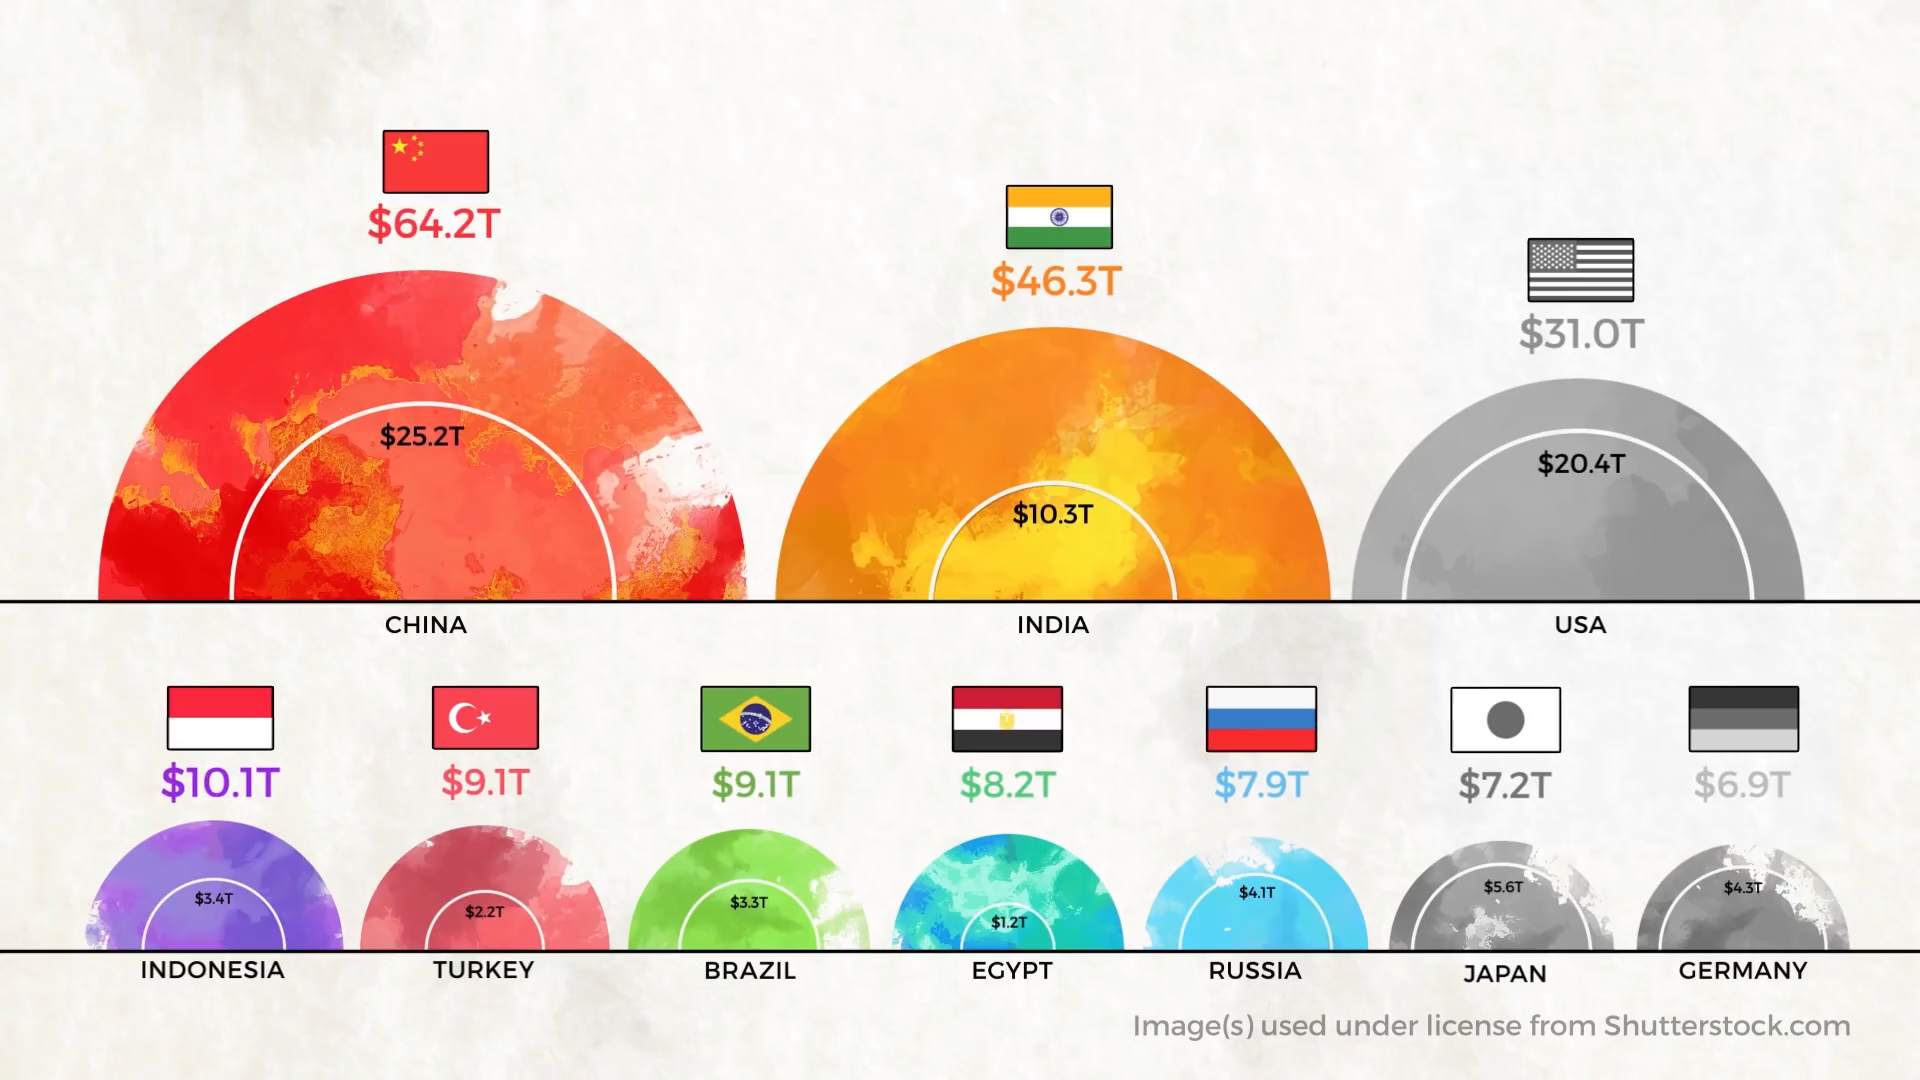 $64.2T
$46.3T
$31.0T
$25.2T
$10.3T
$20.4T
CHINA
INDIA
USA
$10.1T
$9.1T
$9.1T
$8.2T
$7.9T
$7.2T
$6.9T
$3.4T
$2.2T
$3.3T
$1.2T
$4.1T
$5.6T
$4.3T
INDONESIA
TURKEY
BRAZIL
EGYPT
RUSSIA
JAPAN
GERMANY
Image(s) used under license from Shutterstock.com